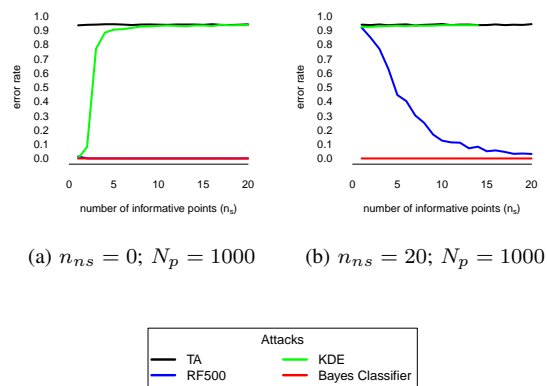 error rate
1.0
0.9
0.8
0.7
0.6
0.5
0.4
0.3
0.2
0.1
0.0
0 5 10 15 20
number of informative points (nₛ)
(a) nₙₛ = 0; Nₚ = 1000
error rate
1.0
0.9
0.8
0.7
0.6
0.5
0.4
0.3
0.2
0.1
0.0
0 5 10 15 20
number of informative points (nₛ)
(b) nₙₛ = 20; Nₚ = 1000
Attacks
TA KDE
RF500 Bayes Classifier